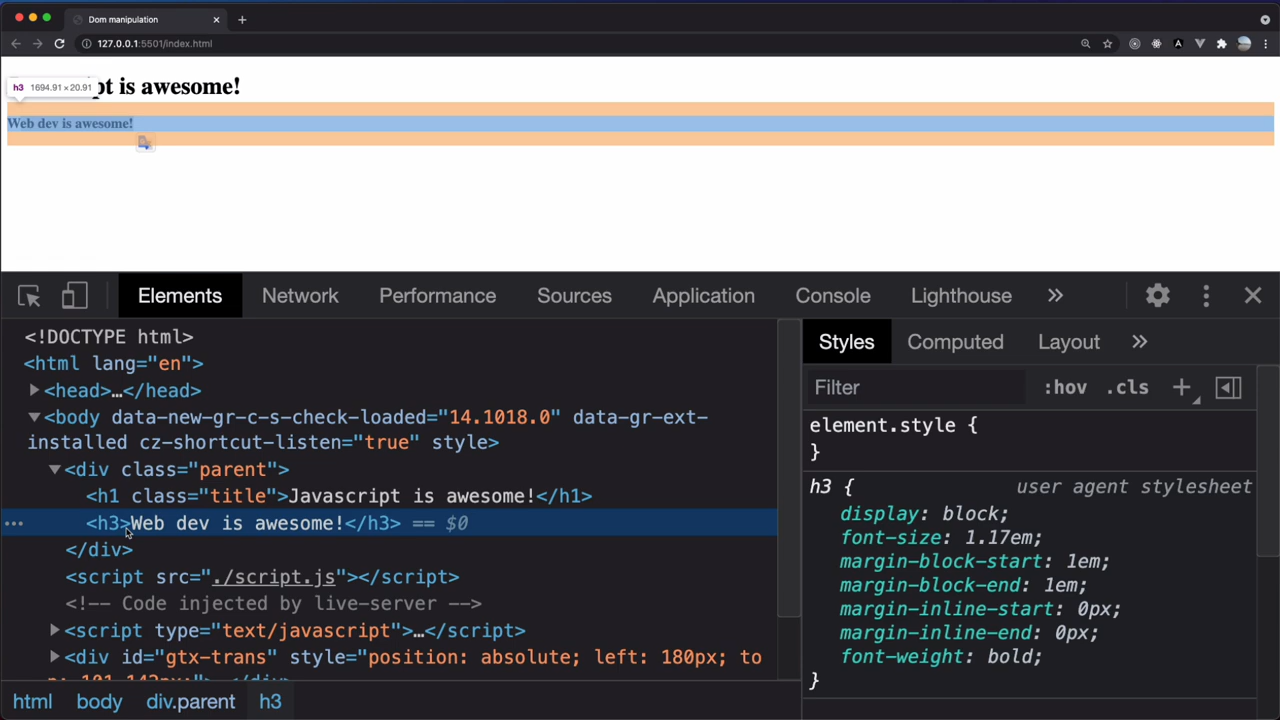 Dom manipulation
127.0.0.1:5501/index.html
pt is awesome!
h3 1694.91 × 20.91
Web dev is awesome!
Elements Network Performance Sources Application Console Lighthouse
<!DOCTYPE html>
<html lang="en">
<head>…</head>
<body data-new-gr-c-s-check-loaded="14.1018.0" data-gr-ext-
installed cz-shortcut-listen="true" style>
<div class="parent">
<h1 class="title">Javascript is awesome!</h1>
<h3>Web dev is awesome!</h3> == $0
</div>
<script src="./script.js"></script>
<!-- Code injected by live-server -->
<script type="text/javascript">…</script>
<div id="gtx-trans" style="position: absolute; left: 180px; to
html body div.parent h3
Styles Computed Layout
Filter :hov .cls
element.style {
}
h3 { user agent stylesheet
display: block;
font-size: 1.17em;
margin-block-start: 1em;
margin-block-end: 1em;
margin-inline-start: 0px;
margin-inline-end: 0px;
font-weight: bold;
}